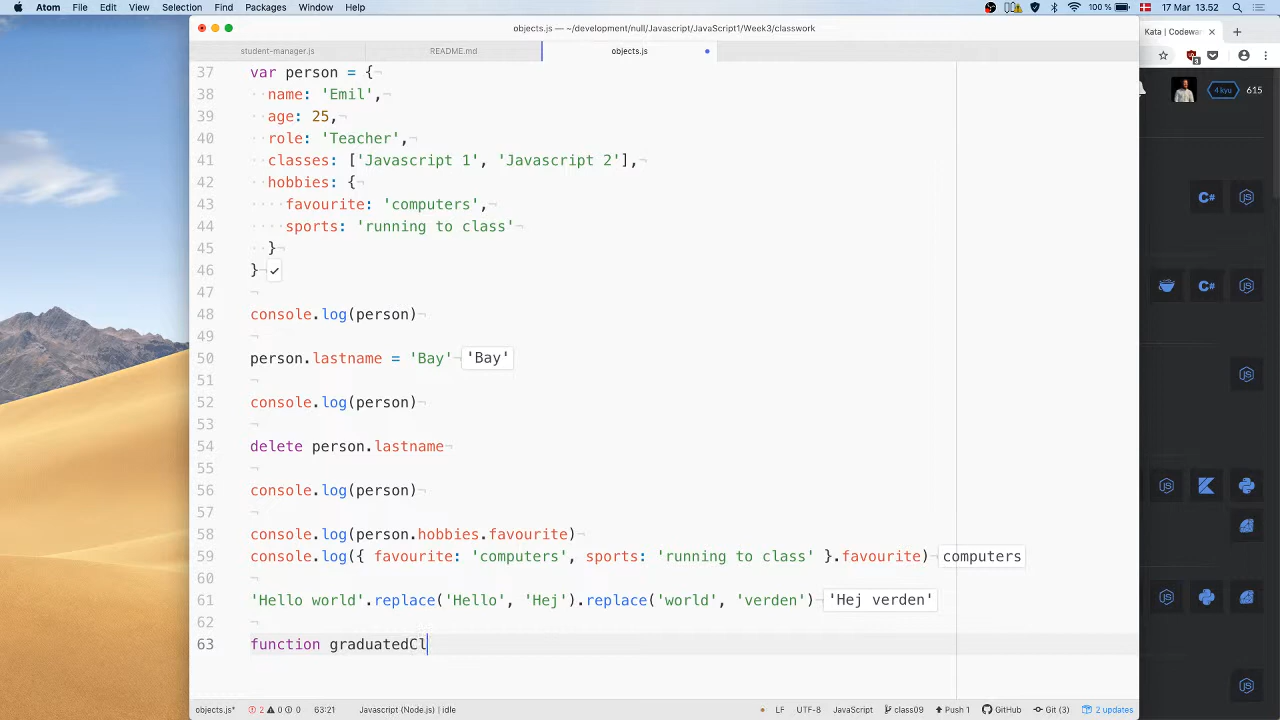 Atom File Edit View Selection Find Packages Window Help
100 % 17 Mar 13.52
objects.js — ~/development/null/Javascript/JavaScript1/Week3/classwork
student-manager.js README.md objects.js
Kata | Codewar
4 kyu 615
37 var person = {
38 name: 'Emil',
39 age: 25,
40 role: 'Teacher',
41 classes: ['Javascript 1', 'Javascript 2'],
42 hobbies: {
43 favourite: 'computers',
44 sports: 'running to class'
45 }
46 }
47
48 console.log(person)
49
50 person.lastname = 'Bay' 'Bay'
51
52 console.log(person)
53
54 delete person.lastname
55
56 console.log(person)
57
58 console.log(person.hobbies.favourite)
59 console.log({ favourite: 'computers', sports: 'running to class' }.favourite) computers
60
61 'Hello world'.replace('Hello', 'Hej').replace('world', 'verden') 'Hej verden'
62
63 function graduatedCl
objects.js* 2 0 0 63:21 Javascript (Node.js) | idle LF UTF-8 JavaScript class09 Push 1 GitHub Git (3) 2 updates